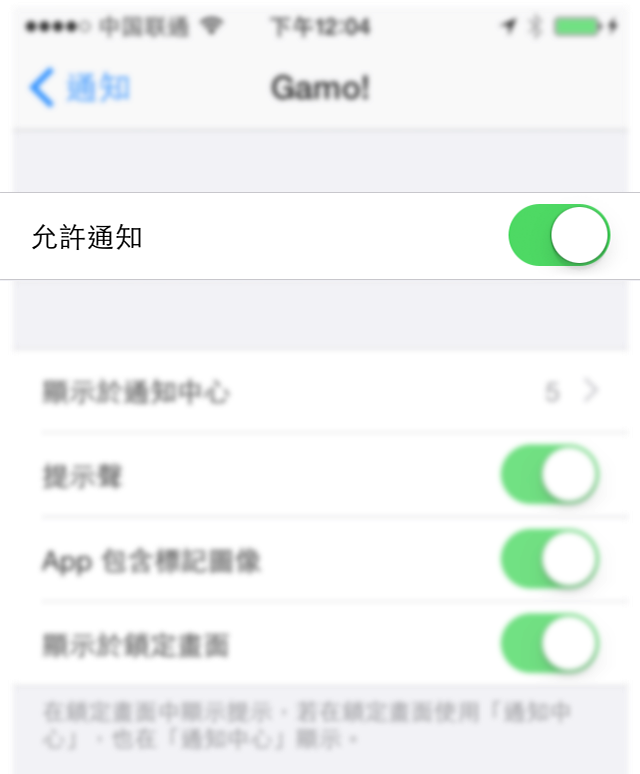 中国联通 下午12:04
通知 Gamo!
允許通知
顯示於通知中心 5
提示聲
App 包含標記圖像
顯示於鎖定畫面
在鎖定畫面中顯示提示，若在鎖定畫面使用「通知中
心」，也在「通知中心」顯示。